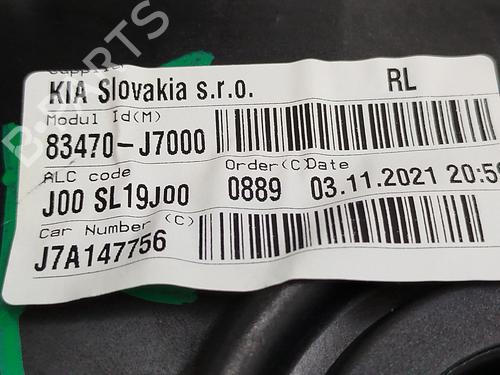 Supplier
KIA Slovakia s.r.o. RL
Modul Id(M)
83470-J7000
ALC code Order(C) Date
J00 SL19J00 0889 03.11.2021 20:5
Car Number (C)
J7A147756
B-PARTS